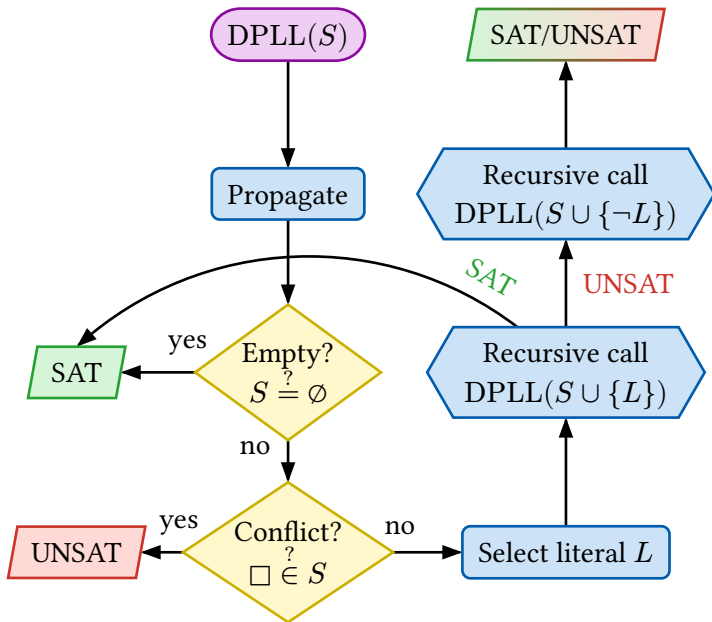 DPLL(S)
SAT/UNSAT
Propagate
Recursive call
DPLL(S ∪ {¬L})
SAT
UNSAT
yes
SAT
Empty?
S ≟ ∅
Recursive call
DPLL(S ∪ {L})
no
yes
UNSAT
Conflict?
?
□ ∈ S
no
Select literal L